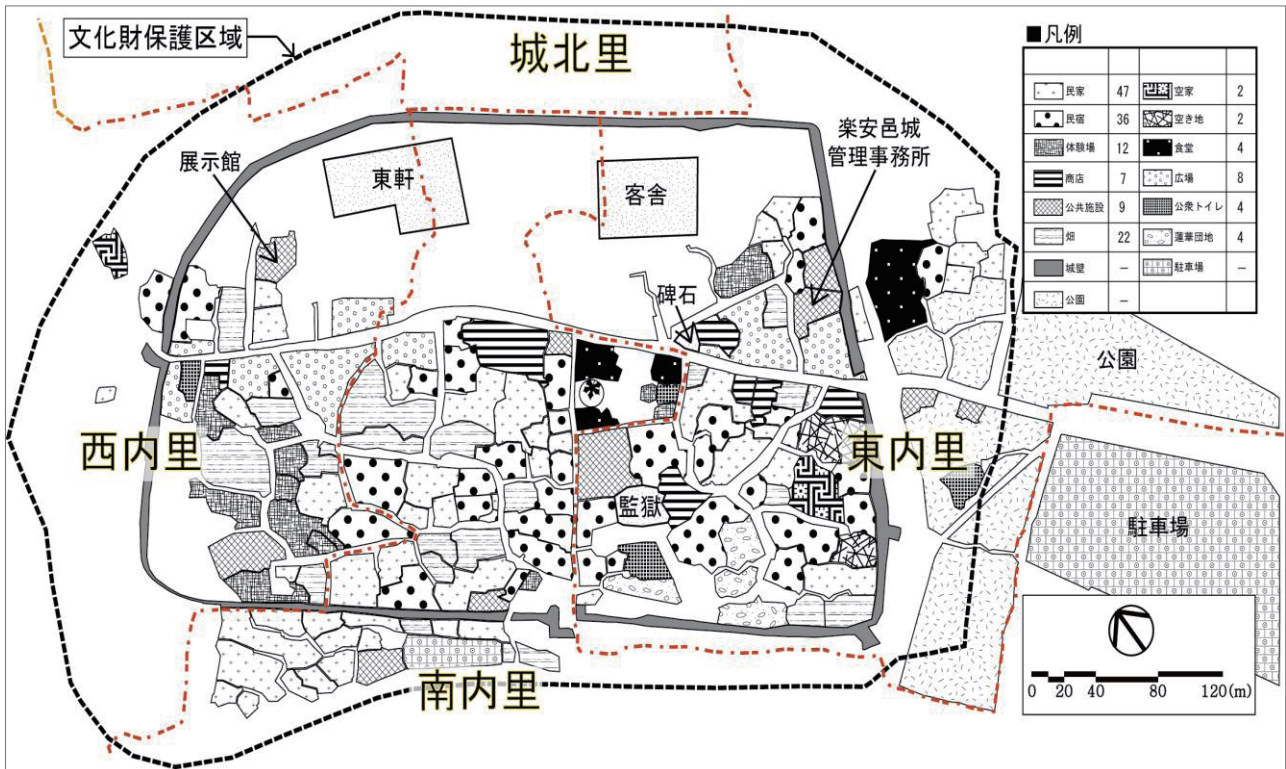 文化財保護区域
城北里
楽安邑城
管理事務所
展示館
東軒
客舎
碑石
西内里
東内里
監獄
南内里
公園
駐車場
■凡例
民家 47 空家 2
民宿 36 空き地 2
体験場 12 食堂 4
商店 7 広場 8
公共施設 9 公衆トイレ 4
畑 22 蓮華団地 4
城壁 — 駐車場 —
公園 —
0 20 40 80 120(m)